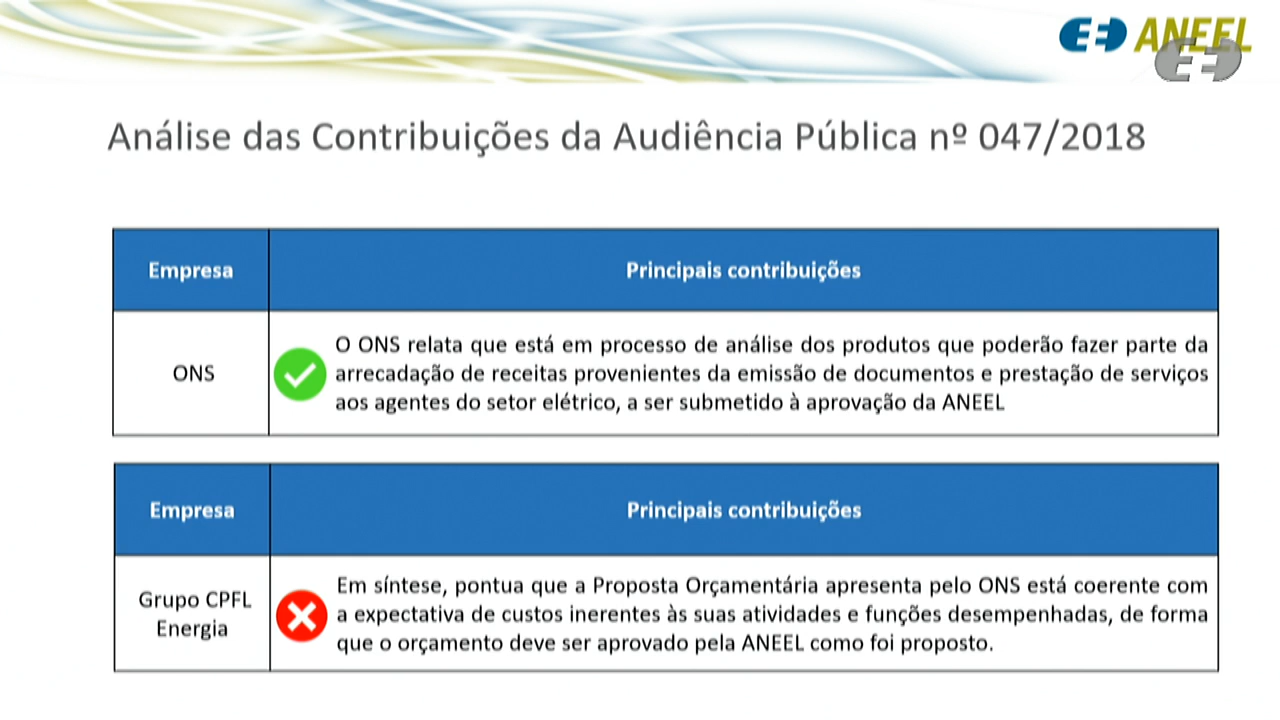 ANEEL
Análise das Contribuições da Audiência Pública nº 047/2018
Empresa
Principais contribuições
ONS
O ONS relata que está em processo de análise dos produtos que poderão fazer parte da
arrecadação de receitas provenientes da emissão de documentos e prestação de serviços
aos agentes do setor elétrico, a ser submetido à aprovação da ANEEL
Empresa
Principais contribuições
Grupo CPFL
Energia
Em síntese, pontua que a Proposta Orçamentária apresenta pelo ONS está coerente com
a expectativa de custos inerentes às suas atividades e funções desempenhadas, de forma
que o orçamento deve ser aprovado pela ANEEL como foi proposto.